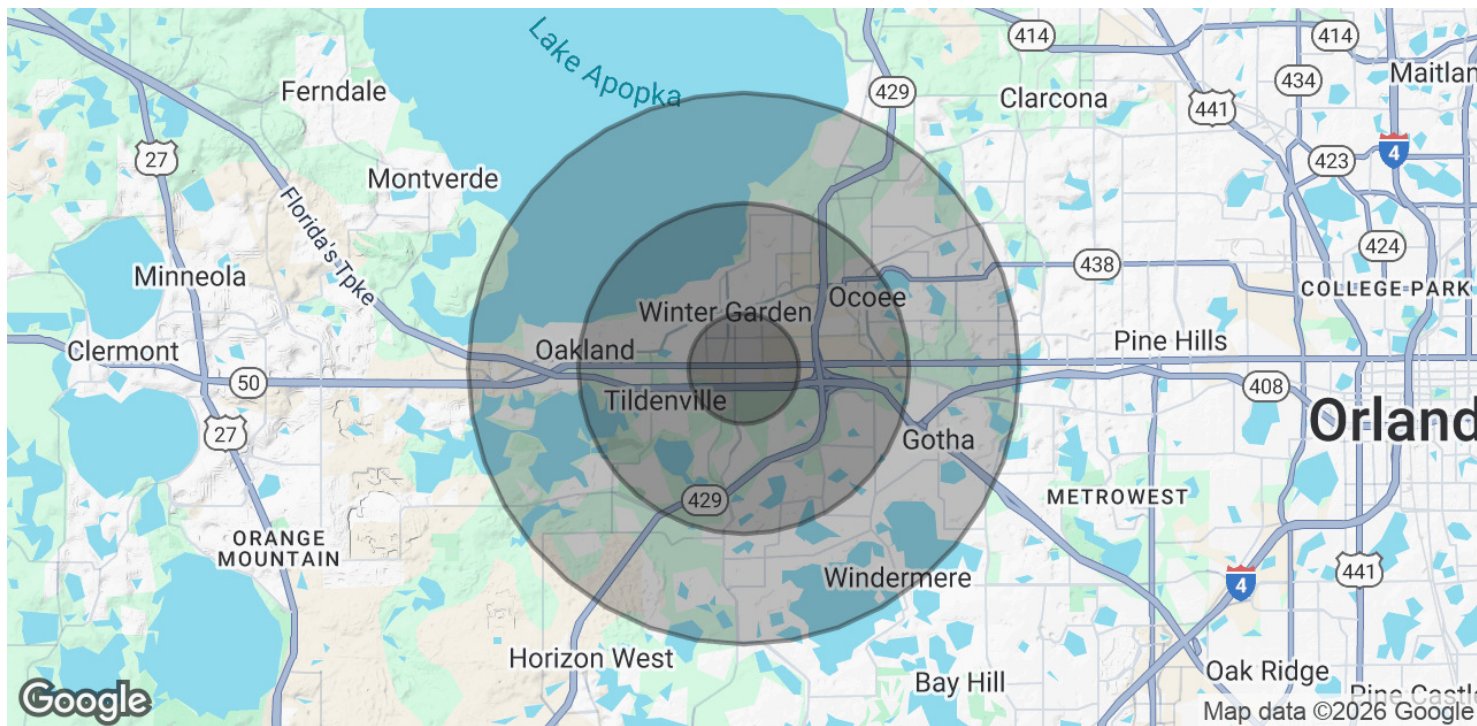 Lake Apopka
414
414
434
Maitlan
429
Ferndale
Clarcona
441
27
4
423
Montverde
Florida's Tpke
424
438
Minneola
COLLEGE PARK
Ocoee
Winter Garden
Pine Hills
Clermont
Oakland
50
408
Tildenville
Orland
27
Gotha
429
METROWEST
ORANGE
MOUNTAIN
441
Windermere
4
Horizon West
Oak Ridge
Bay Hill
Pine Castl
Google
Map data ©2026 Google